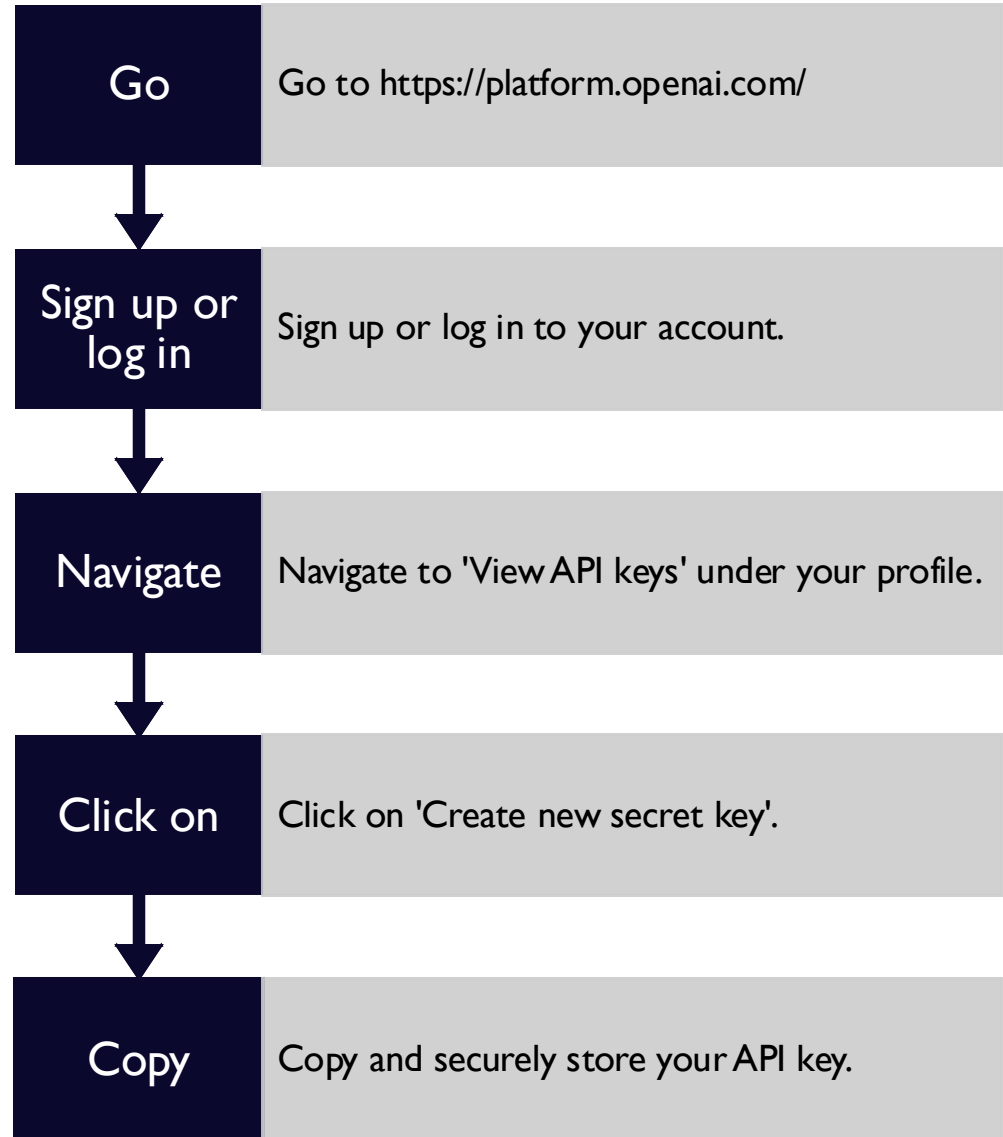 Go
Go to https://platform.openai.com/
Sign up or
log in
Sign up or log in to your account.
Navigate
Navigate to 'View API keys' under your profile.
Click on
Click on 'Create new secret key'.
Copy
Copy and securely store your API key.